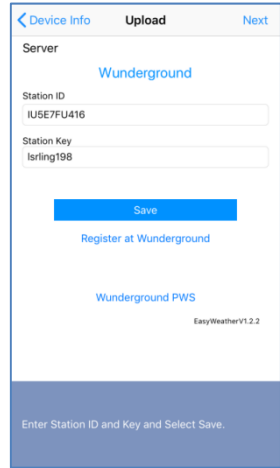 Device Info Upload Next
Server
Wunderground
Station ID
IU5E7FU416
Station Key
lsrling198
Save
Register at Wunderground
Wunderground PWS
EasyWeatherV1.2.2
Enter Station ID and Key and Select Save.